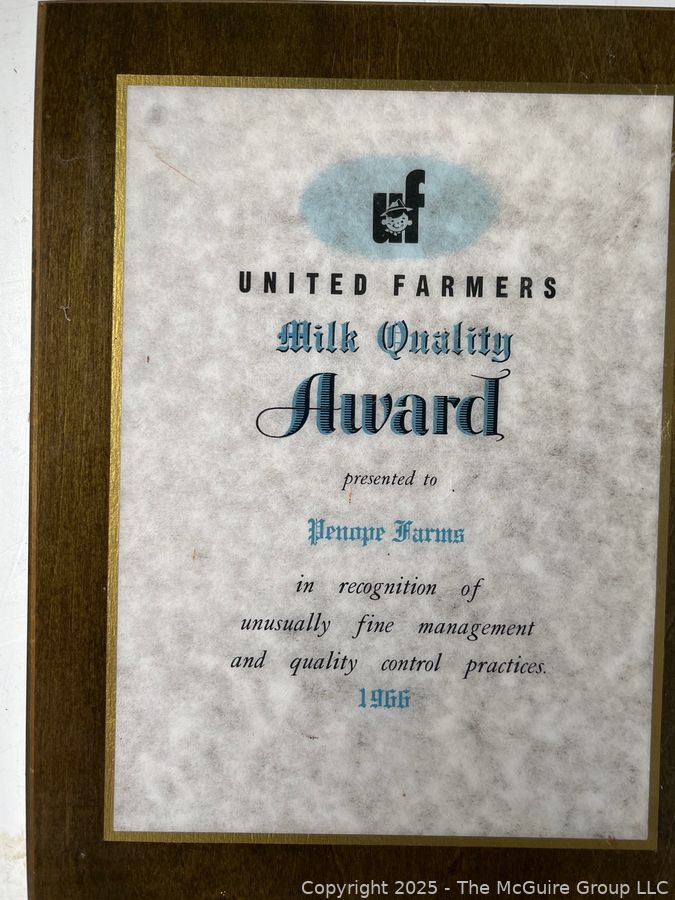 uf
UNITED FARMERS
Milk Quality
Award
presented to
Penope Farms
in recognition of
unusually fine management
and quality control practices.
1966
Copyright 2025 - The McGuire Group LLC